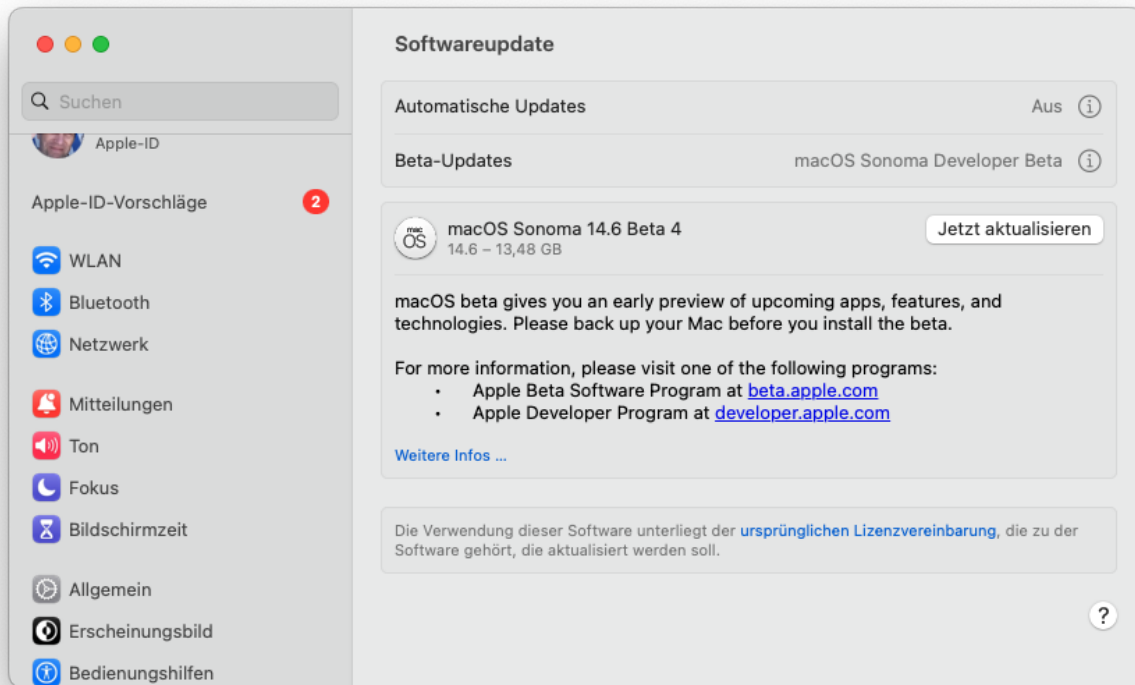 Suchen
Apple-ID
Apple-ID-Vorschläge 2
WLAN
Bluetooth
Netzwerk
Mitteilungen
Ton
Fokus
Bildschirmzeit
Allgemein
Erscheinungsbild
Bedienungshilfen
Softwareupdate
Automatische Updates Aus
Beta-Updates macOS Sonoma Developer Beta
mac
OS
macOS Sonoma 14.6 Beta 4
14.6 – 13,48 GB
Jetzt aktualisieren
macOS beta gives you an early preview of upcoming apps, features, and
technologies. Please back up your Mac before you install the beta.
For more information, please visit one of the following programs:
• Apple Beta Software Program at beta.apple.com
• Apple Developer Program at developer.apple.com
Weitere Infos ...
Die Verwendung dieser Software unterliegt der ursprünglichen Lizenzvereinbarung, die zu der
Software gehört, die aktualisiert werden soll.
?